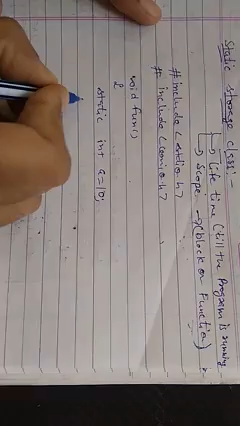 Static storage class:-
→ Life time (till the Program is running
→ Scope → (block or Function)
# include <stdio.h>
# include <conio.h>
void func()
{
static int a=10;